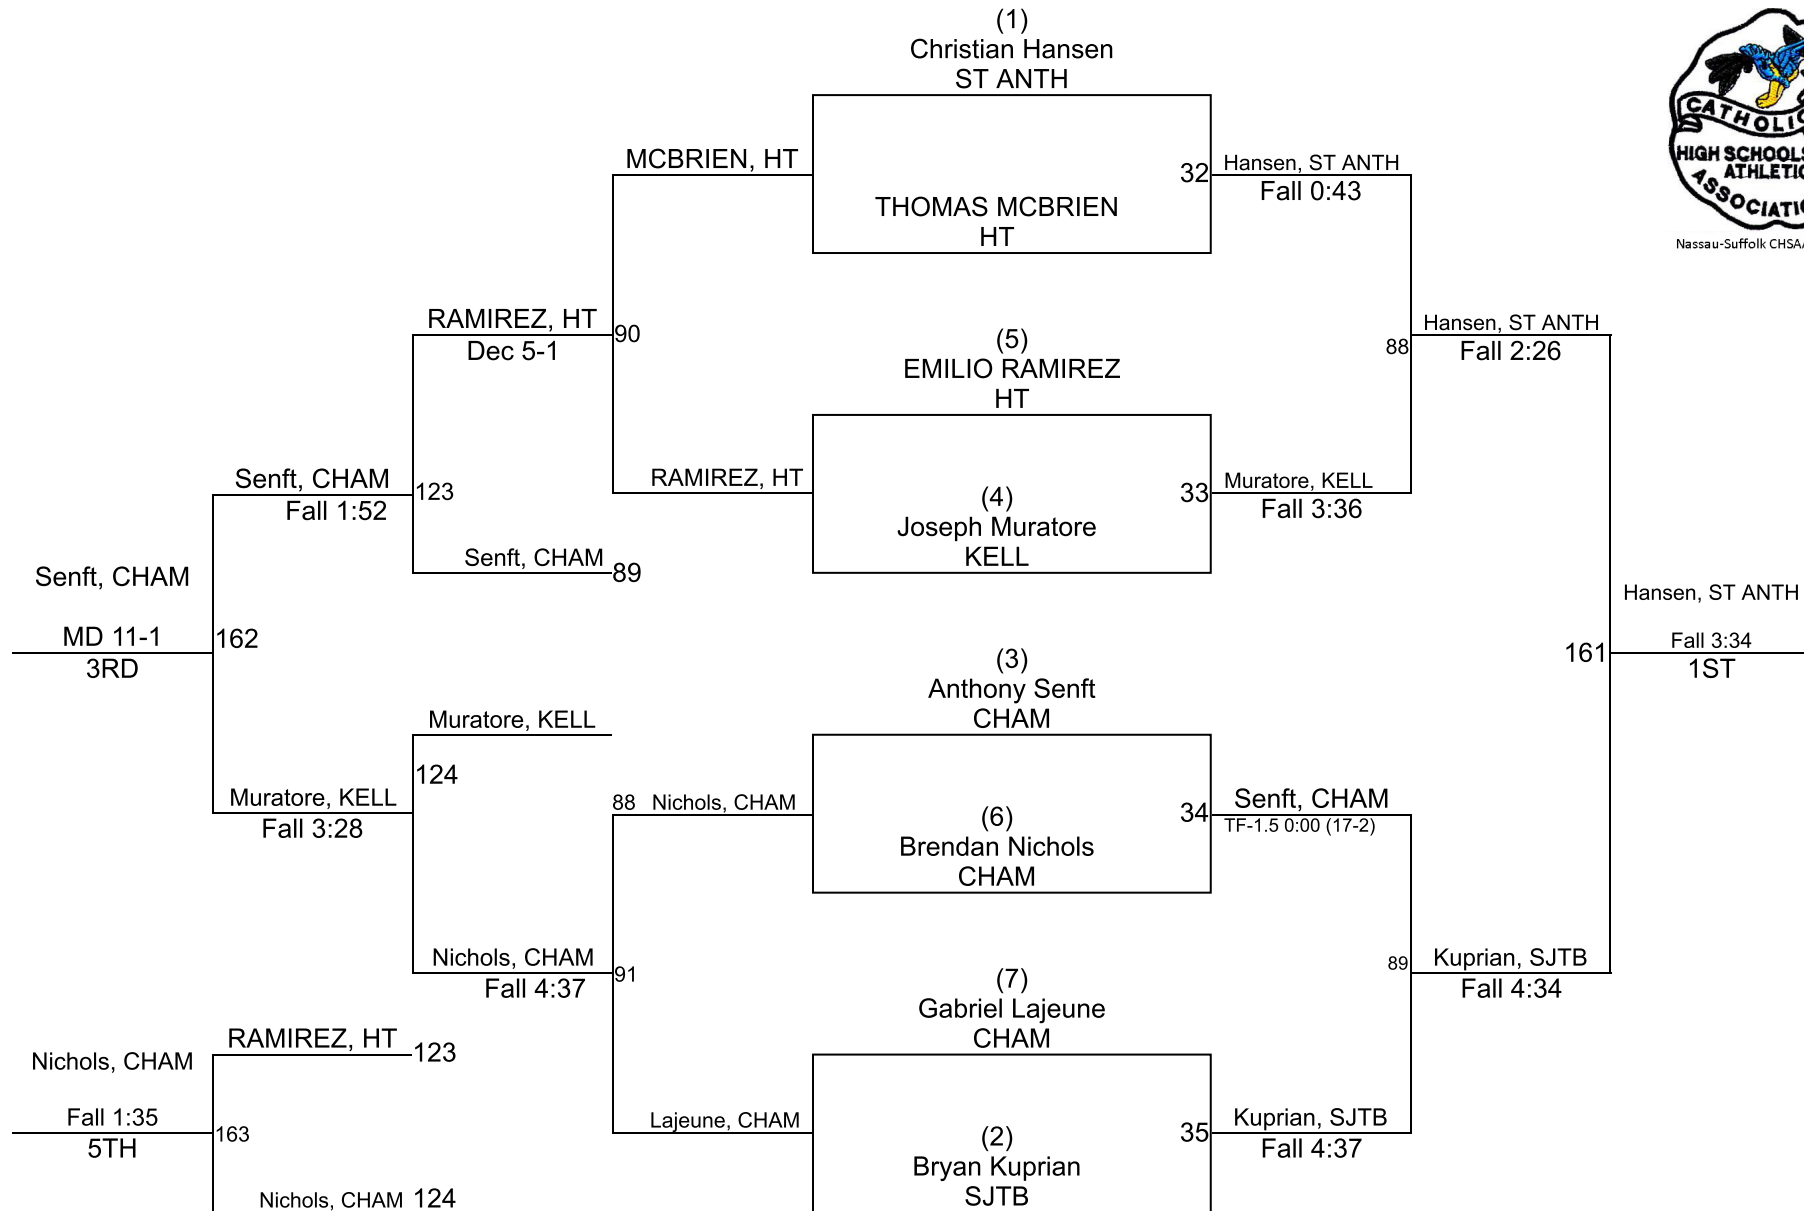 (1)
Christian Hansen
ST ANTH
CATHOLIC
HIGH SCHOOLS
ATHLETIC
ASSOCIATI
Nassau-Suffolk CHSAA
MCBRIEN, HT
32
Hansen, ST ANTH
Fall 0:43
THOMAS MCBRIEN
HT
RAMIREZ, HT
Dec 5-1
90
(5)
EMILIO RAMIREZ
HT
88
Hansen, ST ANTH
Fall 2:26
Senft, CHAM
Fall 1:52
123
RAMIREZ, HT
(4)
Joseph Muratore
KELL
33
Muratore, KELL
Fall 3:36
Senft, CHAM
89
Senft, CHAM
MD 11-1
3RD
162
Hansen, ST ANTH
161
Fall 3:34
1ST
(3)
Anthony Senft
CHAM
Muratore, KELL
124
Muratore, KELL
Fall 3:28
88
Nichols, CHAM
(6)
Brendan Nichols
CHAM
34
Senft, CHAM
TF-1.5 0:00 (17-2)
Nichols, CHAM
Fall 4:37
91
89
Kuprian, SJTB
Fall 4:34
(7)
Gabriel Lajeune
CHAM
RAMIREZ, HT
123
Nichols, CHAM
Fall 1:35
5TH
163
Lajeune, CHAM
(2)
Bryan Kuprian
SJTB
35
Kuprian, SJTB
Fall 4:37
Nichols, CHAM
124